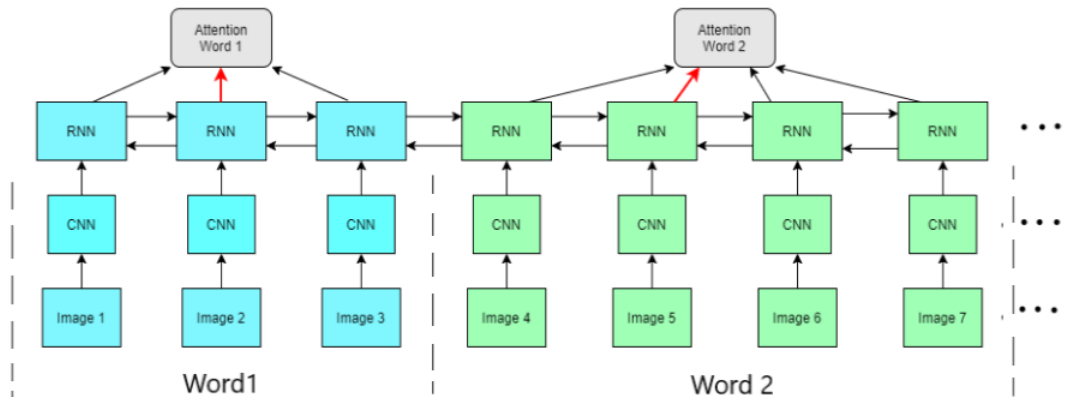 Attention
Word 1
Attention
Word 2
RNN RNN RNN RNN RNN RNN RNN
CNN CNN CNN CNN CNN CNN CNN
Image 1 Image 2 Image 3 Image 4 Image 5 Image 6 Image 7
Word1 Word 2